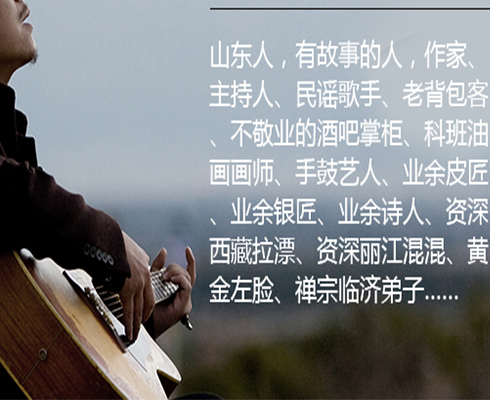 山东人，有故事的人，作家、
主持人、民谣歌手、老背包客
、不敬业的酒吧掌柜、科班油
画画师、手鼓艺人、业余皮匠
、业余银匠、业余诗人、资深
西藏拉漂、资深丽江混混、黄
金左脸、禅宗临济弟子......